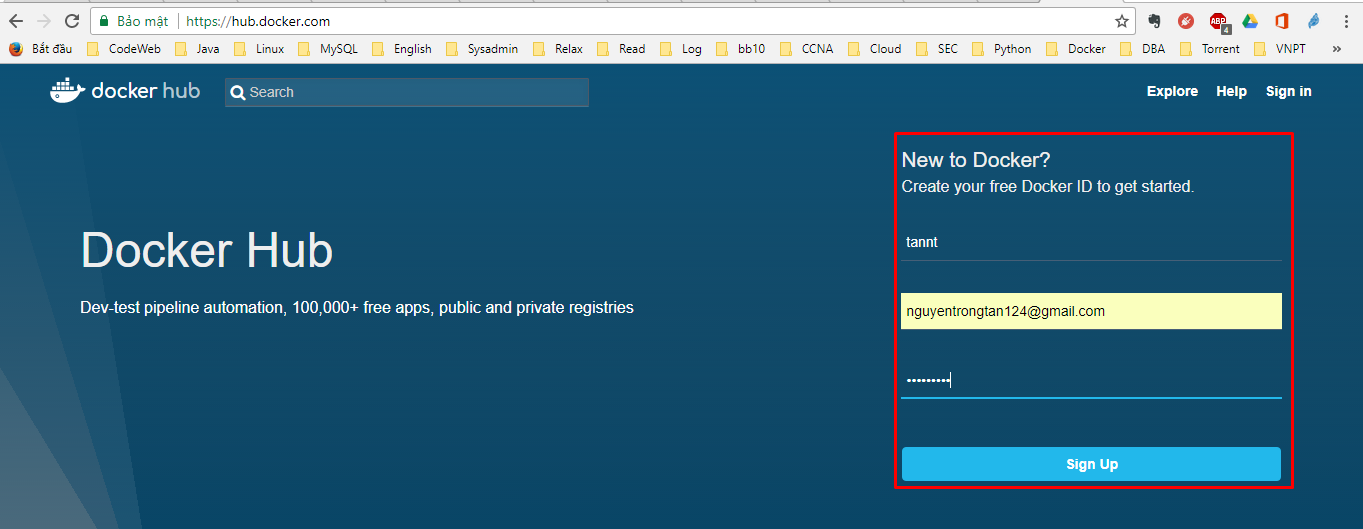 Bảo mật https://hub.docker.com 4
Bắt đầu CodeWeb Java Linux MySQL English Sysadmin Relax Read Log bb10 CCNA Cloud SEC Python Docker DBA Torrent VNPT »
docker hub Search Explore Help Sign in
New to Docker?
Create your free Docker ID to get started.
tannt
Docker Hub
Dev-test pipeline automation, 100,000+ free apps, public and private registries
nguyentrongtan124@gmail.com
•••••••••
Sign Up